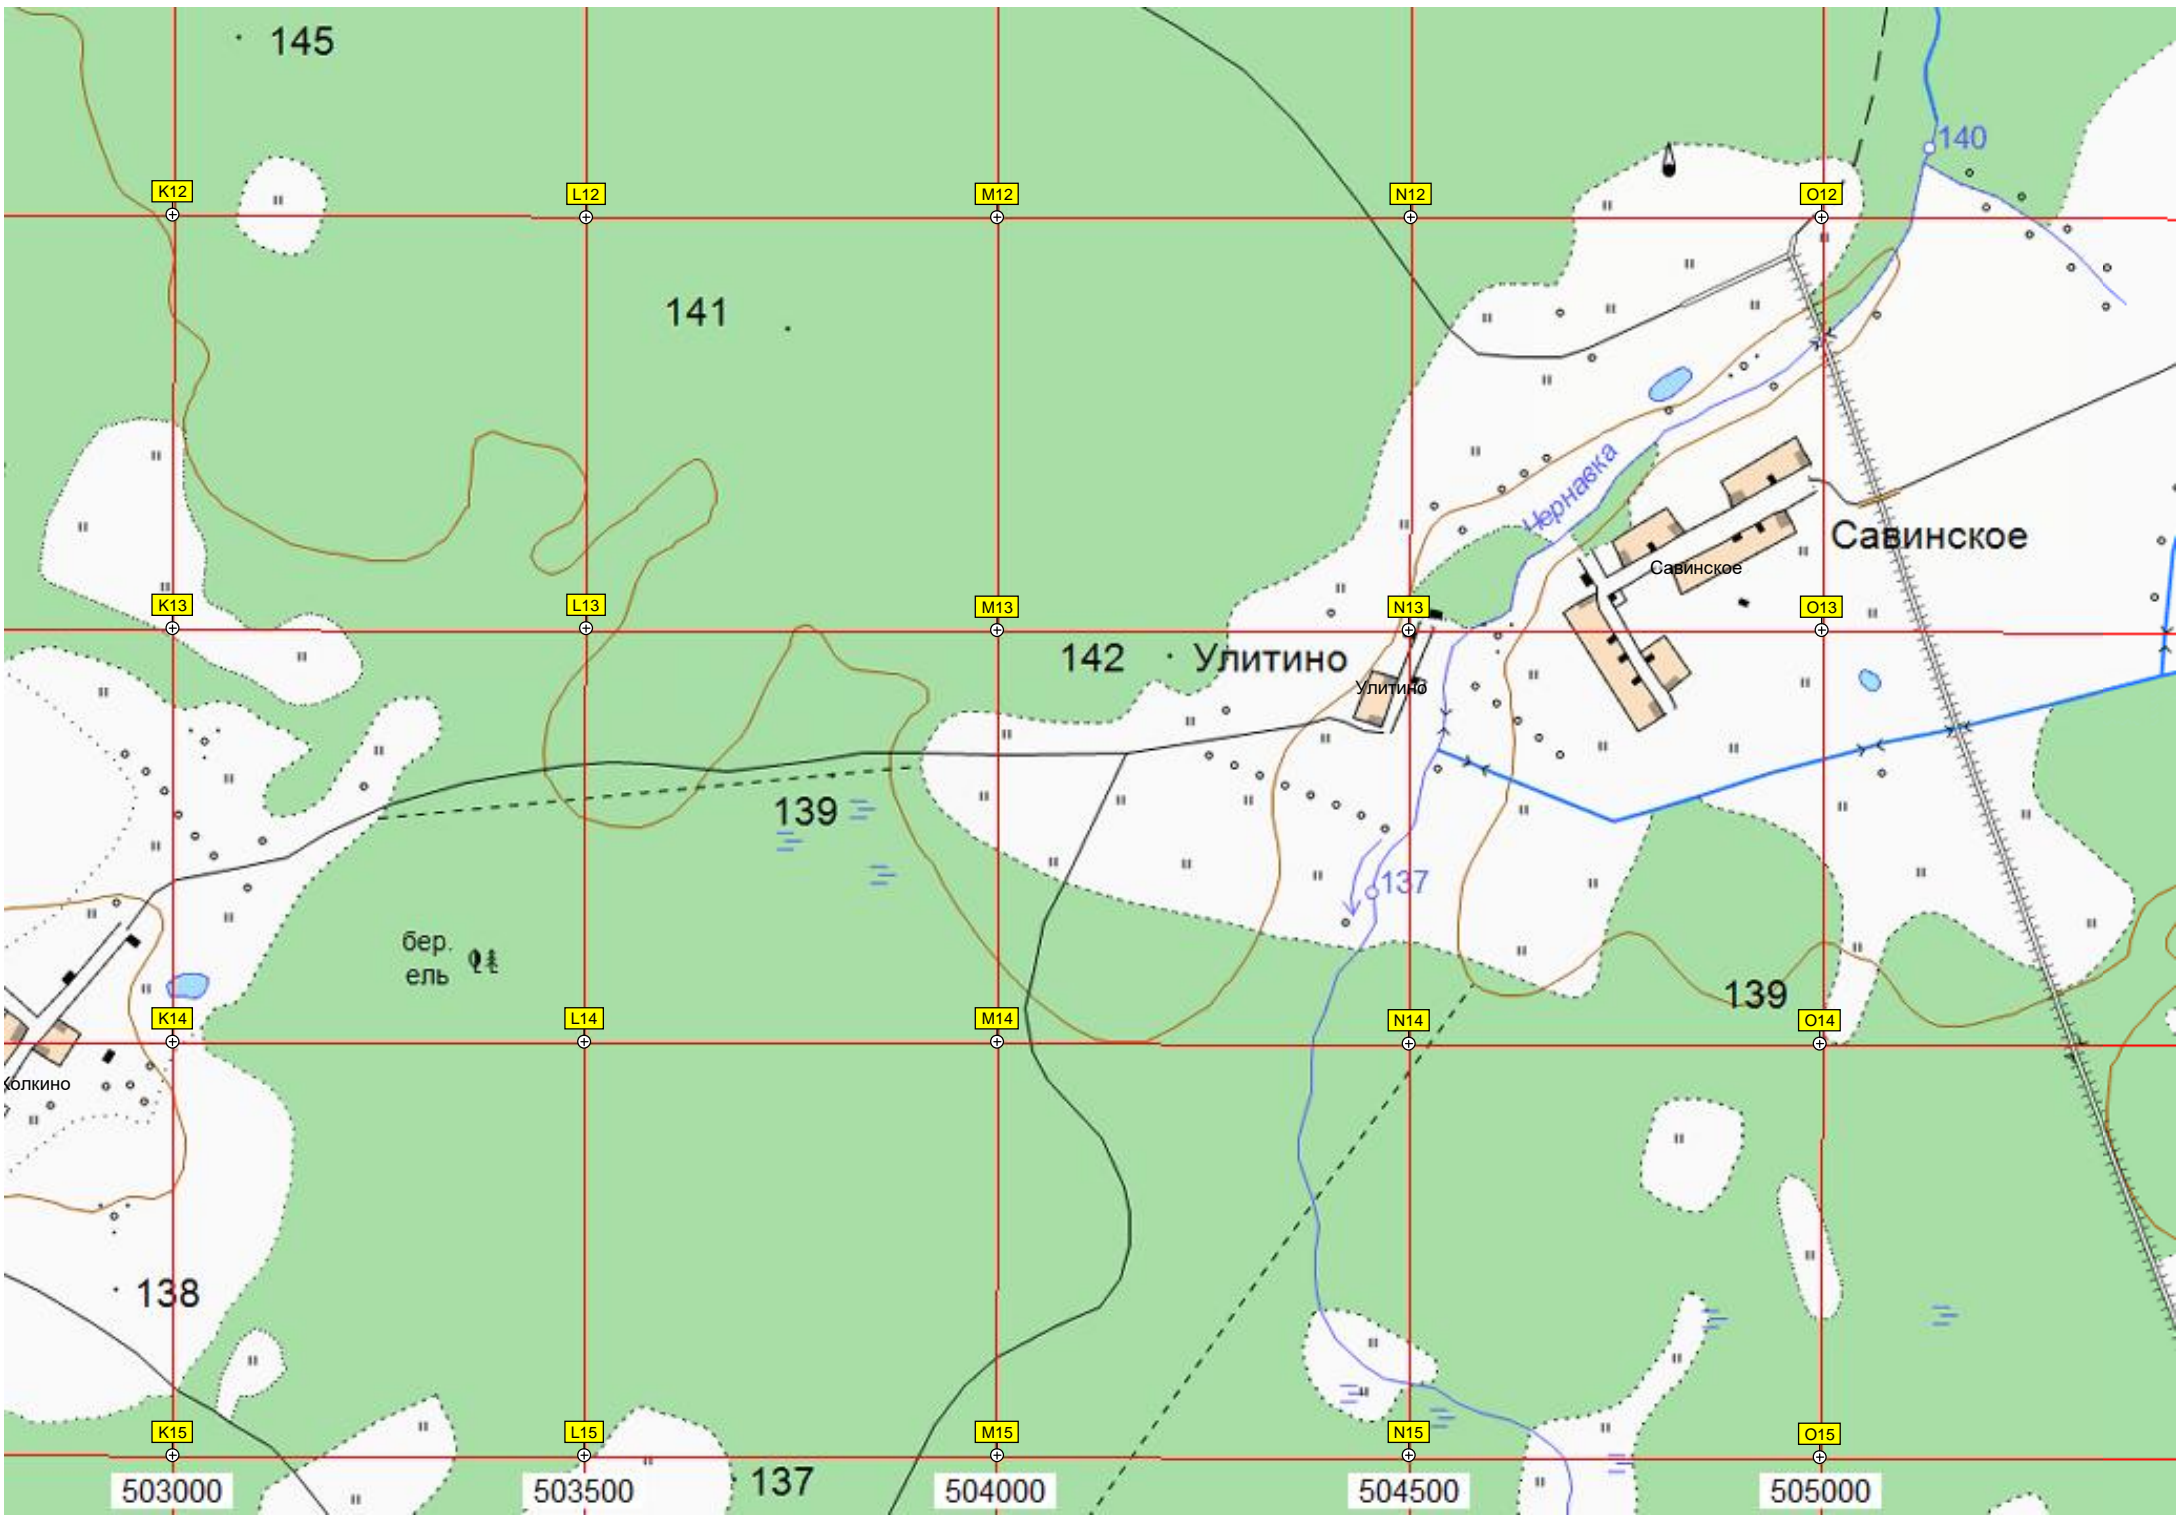 145
140
K12
L12
M12
N12
O12
141
Чернавка
Савинское
Савинское
K13
L13
M13
N13
O13
142
Улитино
Улитино
139
137
бер.
ель
139
K14
L14
M14
N14
O14
Холкино
138
K15
L15
M15
N15
O15
137
503000
503500
504000
504500
505000